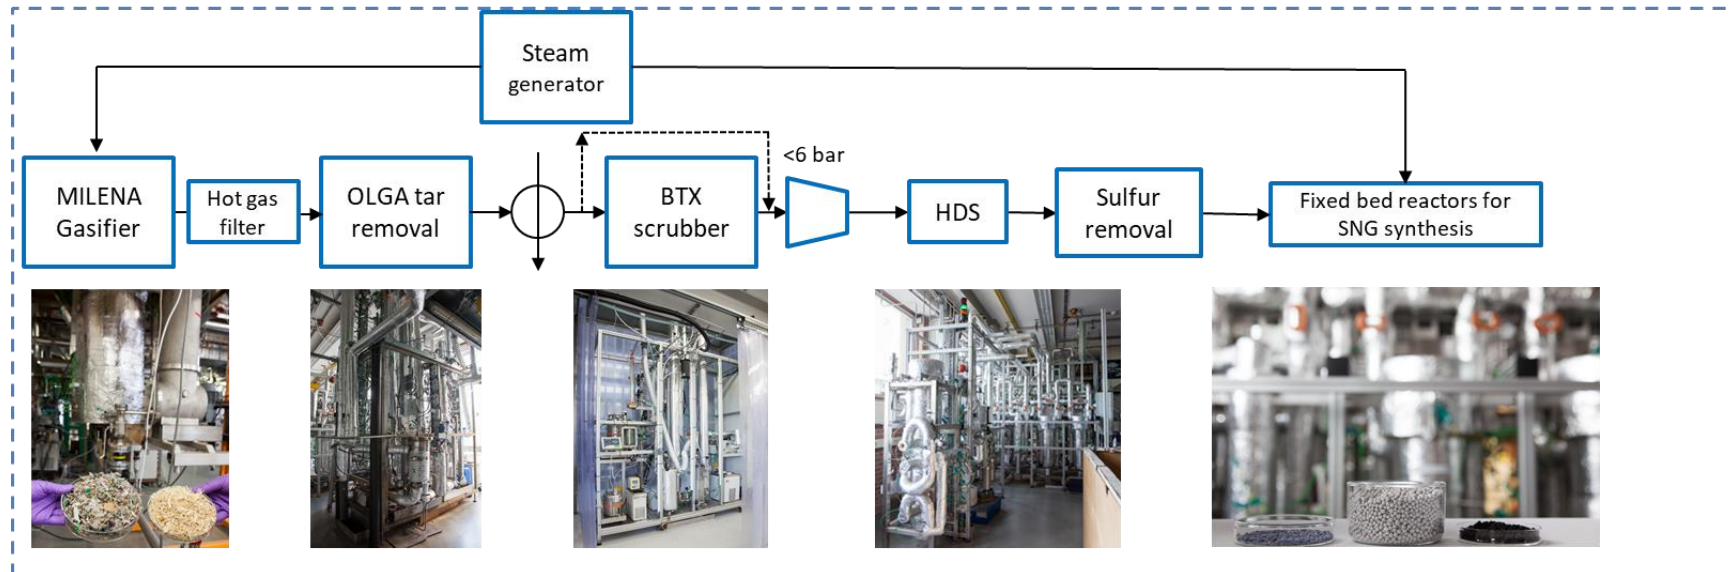 Steam
generator
<6 bar
MILENA
Gasifier
Hot gas
filter
OLGA tar
removal
BTX
scrubber
HDS
Sulfur
removal
Fixed bed reactors for
SNG synthesis